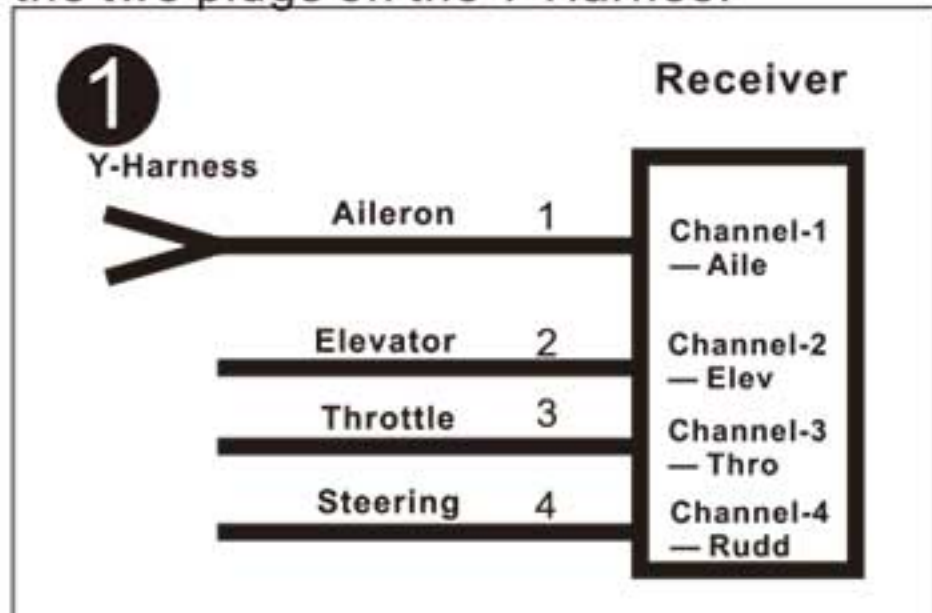 1
Receiver
Y-Harness
Aileron 1
Channel-1
— Aile
Elevator 2
Channel-2
— Elev
Throttle 3
Channel-3
— Thro
Steering 4
Channel-4
— Rudd